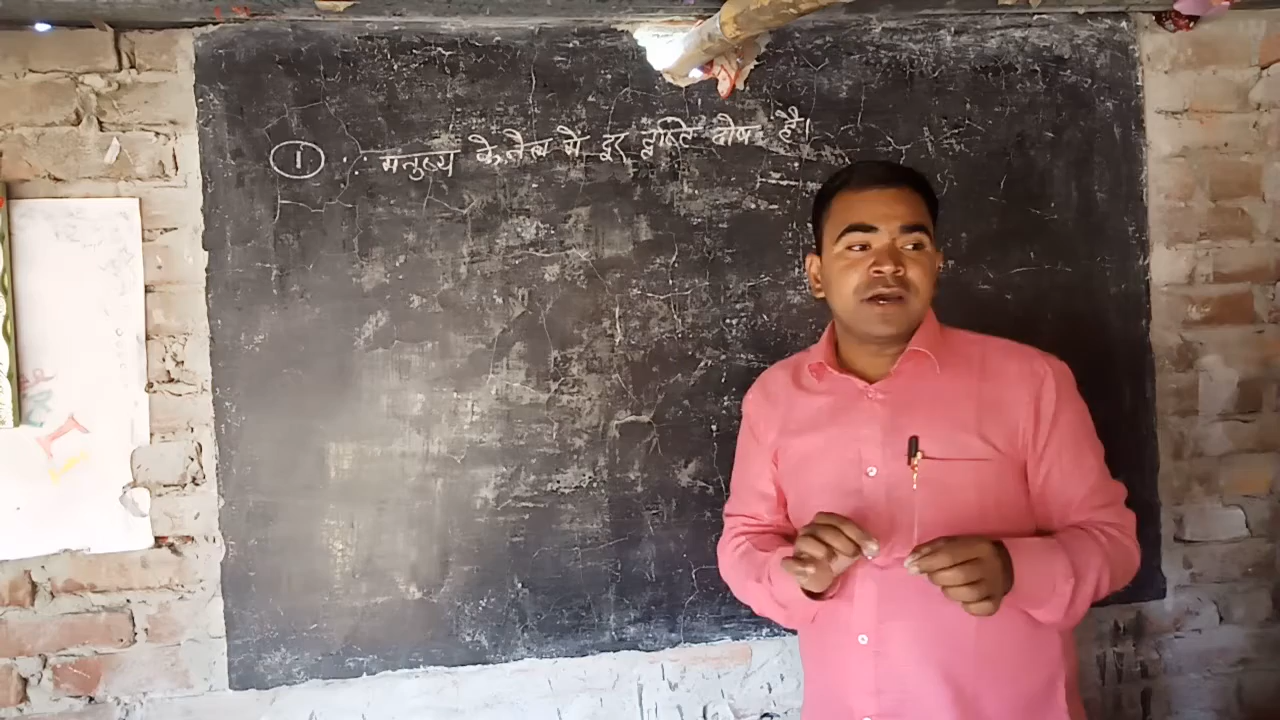 ① ∵ मनुष्य के नेत्र में दूर दृष्टि दोष है।